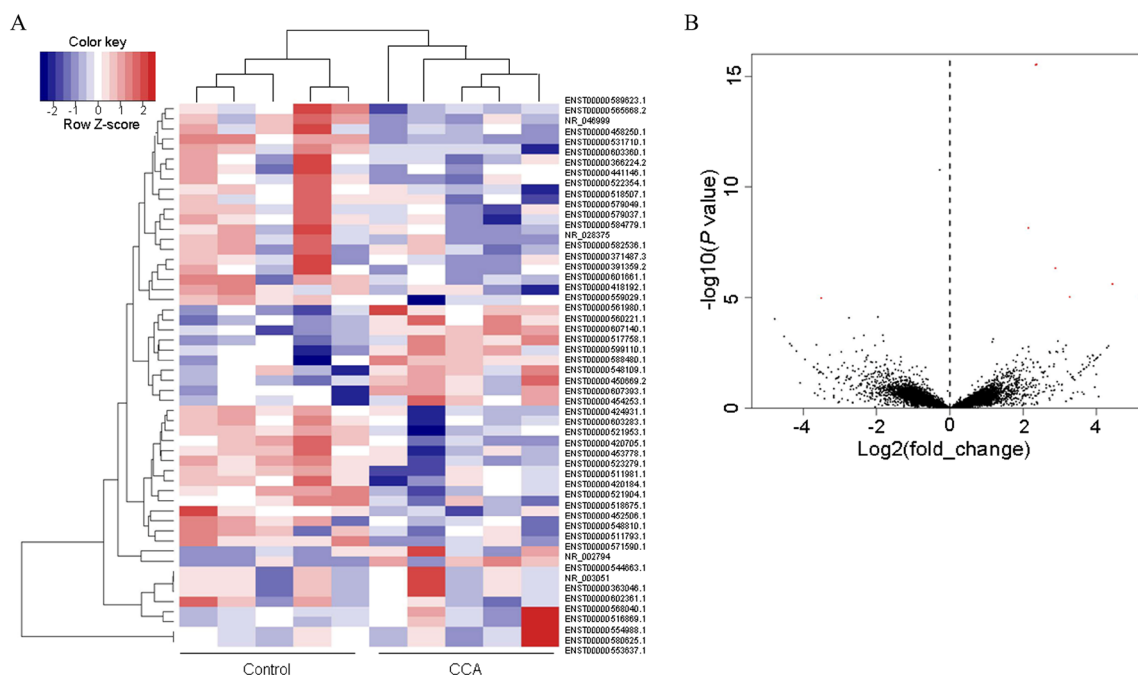 A
B
Color key
-2 -1 0 1 2
Row Z-score
ENST00000589623.1
ENST00000565668.2
NR_046999
ENST00000458250.1
ENST00000531710.1
ENST00000603360.1
ENST00000366224.2
ENST00000441146.1
ENST00000522354.1
ENST00000518507.1
ENST00000579049.1
ENST00000579037.1
ENST00000584779.1
NR_028375
ENST00000582536.1
ENST00000371487.3
ENST00000391359.2
ENST00000601661.1
ENST00000418192.1
ENST00000559029.1
ENST00000561980.1
ENST00000560221.1
ENST00000607140.1
ENST00000517758.1
ENST00000599110.1
ENST00000588480.1
ENST00000548109.1
ENST00000450669.2
ENST00000607393.1
ENST00000454253.1
ENST00000424931.1
ENST00000603283.1
ENST00000521953.1
ENST00000420705.1
ENST00000453778.1
ENST00000523279.1
ENST00000511981.1
ENST00000420184.1
ENST00000521904.1
ENST00000518675.1
ENST00000452506.1
ENST00000548810.1
ENST00000511793.1
ENST00000571590.1
NR_002794
ENST00000544663.1
NR_003051
ENST00000363046.1
ENST00000602361.1
ENST00000568040.1
ENST00000516869.1
ENST00000554988.1
ENST00000580625.1
ENST00000553637.1
Control
CCA
-log10(P value)
15
10
5
0
-4 -2 0 2 4
Log2(fold_change)